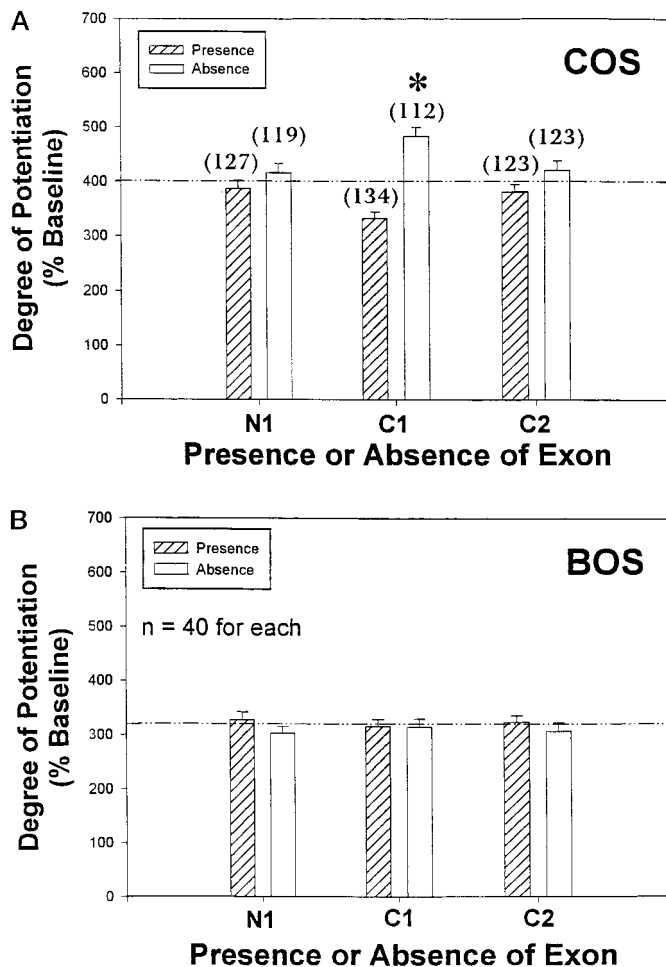 A
Degree of Potentiation
(% Baseline)
700
600
500
400
300
200
100
0
Presence
Absence
COS
*
(127)
(119)
(134)
(112)
(123)
(123)
N1
C1
C2
Presence or Absence of Exon
B
Degree of Potentiation
(% Baseline)
700
600
500
400
300
200
100
0
Presence
Absence
BOS
n = 40 for each
N1
C1
C2
Presence or Absence of Exon